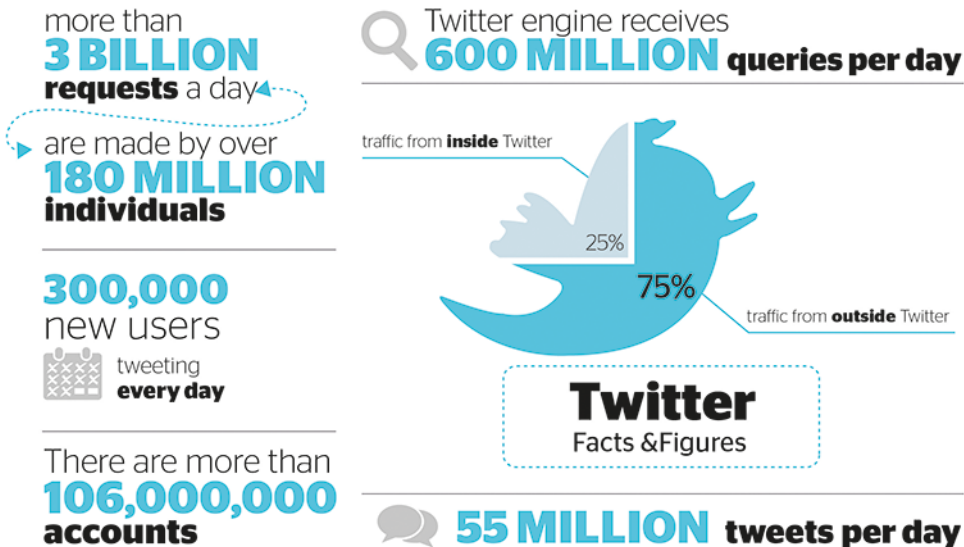 more than
3 BILLION
requests a day
are made by over
180 MILLION
individuals
300,000
new users
tweeting
every day
There are more than
106,000,000
accounts
Twitter engine receives
600 MILLION queries per day
traffic from inside Twitter
25%
75%
traffic from outside Twitter
Twitter
Facts &Figures
55 MILLION tweets per day